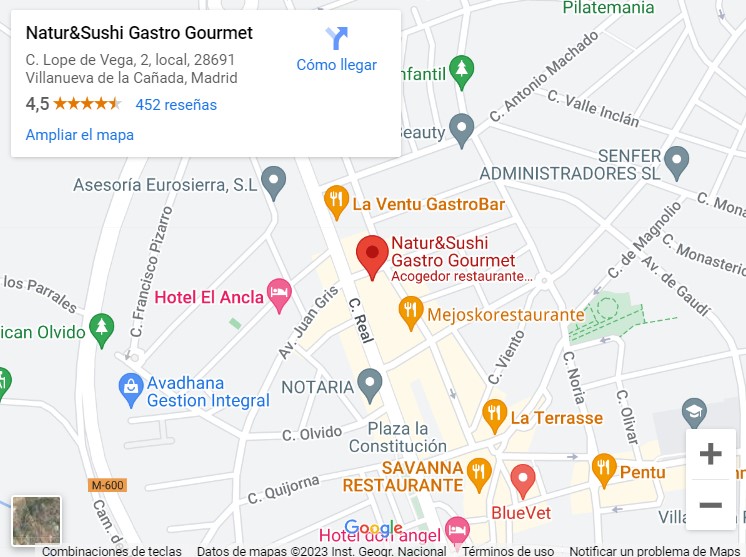 Pilatemania
Natur&Sushi Gastro Gourmet
C. Lope de Vega, 2, local, 28691
Villanueva de la Cañada, Madrid
4,5
452 reseñas
Ampliar el mapa
Cómo llegar
nfantil
Beauty
C. Antonio Machado
C. Valle Inclán
SENFER
ADMINISTRADORES SL
Asesoría Eurosierra, S.L
La Ventu GastroBar
C. Mona
C. Monasterio
C. de Magnolio
Av. de Gaudí
Natur&Sushi
Gastro Gourmet
Acogedor restaurante...
C. Francisco Pizarro
los Parrales
Hotel El Ancla
Av. Juan Gris
C. Real
Mejoskorestaurante
ican Olvido
C. Viento
C. Noria
C. Olivar
Avadhana
Gestion Integral
NOTARIA
La Terrasse
Plaza la
Constitución
C. Olvido
SAVANNA
RESTAURANTE
Pentu
C. Quijorna
M-600
Cam. d
BlueVet
Villa
Hotel don angel
Google
Combinaciones de teclas
Datos de mapas ©2023 Inst. Geogr. Nacional
Términos de uso
Notificar un problema de Maps